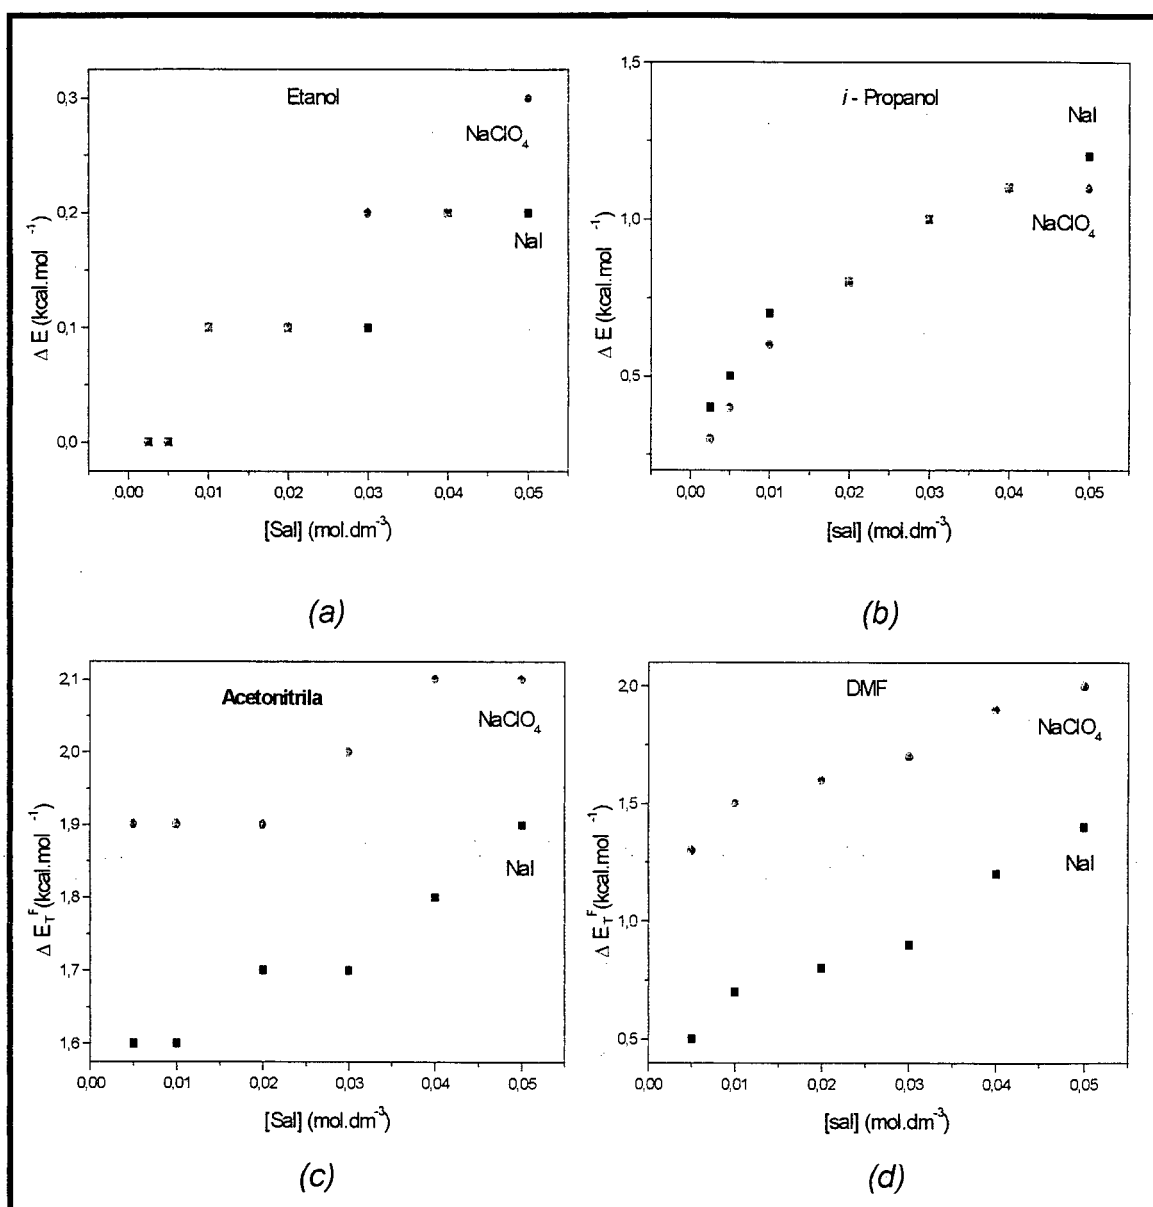 Etanol
NaClO₄
NaI
0,3
0,2
0,1
0,0
Δ E (kcal.mol ⁻¹)
0,00 0,01 0,02 0,03 0,04 0,05
[Sal] (mol.dm⁻³)
(a)
i - Propanol
NaI
NaClO₄
1,5
1,0
0,5
Δ E (kcal.mol ⁻¹)
0,00 0,01 0,02 0,03 0,04 0,05
[sal] (mol.dm⁻³)
(b)
Acetonitrila
NaClO₄
NaI
2,1
2,0
1,9
1,8
1,7
1,6
Δ E_T^F (kcal.mol ⁻¹)
0,00 0,01 0,02 0,03 0,04 0,05
[Sal] (mol.dm⁻³)
(c)
DMF
NaClO₄
NaI
2,0
1,5
1,0
0,5
Δ E_T^F (kcal.mol ⁻¹)
0,00 0,01 0,02 0,03 0,04 0,05
[sal] (mol.dm⁻³)
(d)